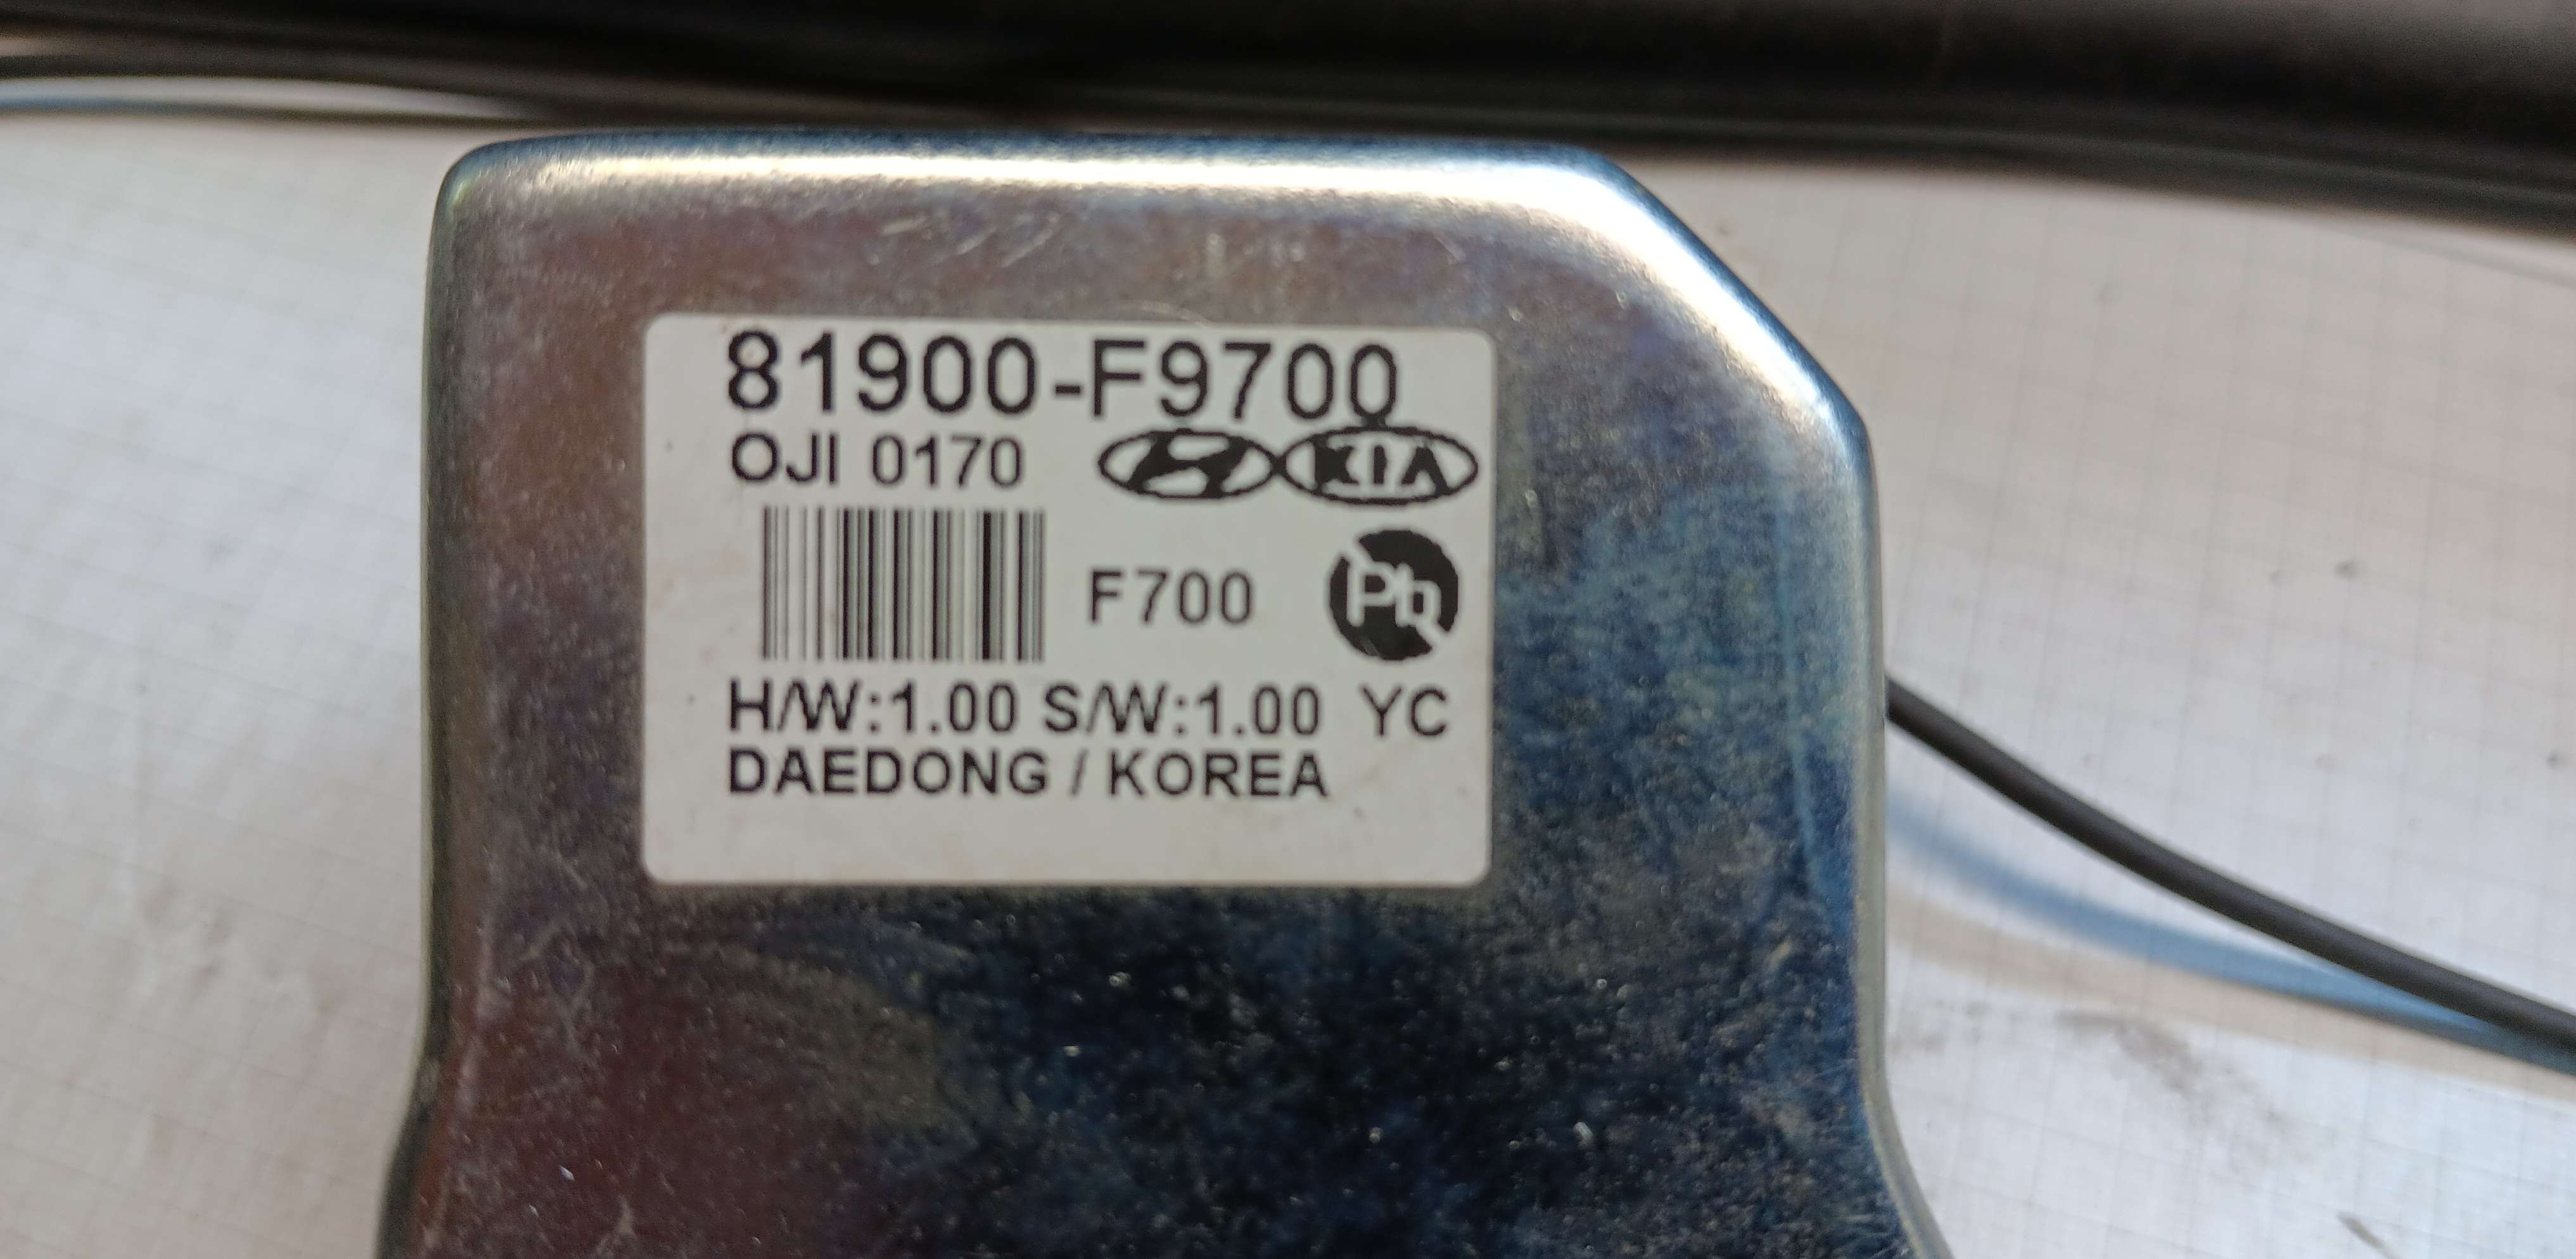 81900-F9700
OJI 0170 KIA
F700 Pb
H/W:1.00 S/W:1.00 YC
DAEDONG / KOREA